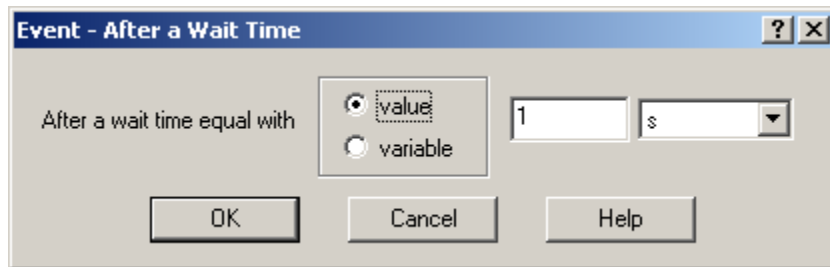 Event - After a Wait Time
After a wait time equal with
value
variable
1
s
OK
Cancel
Help